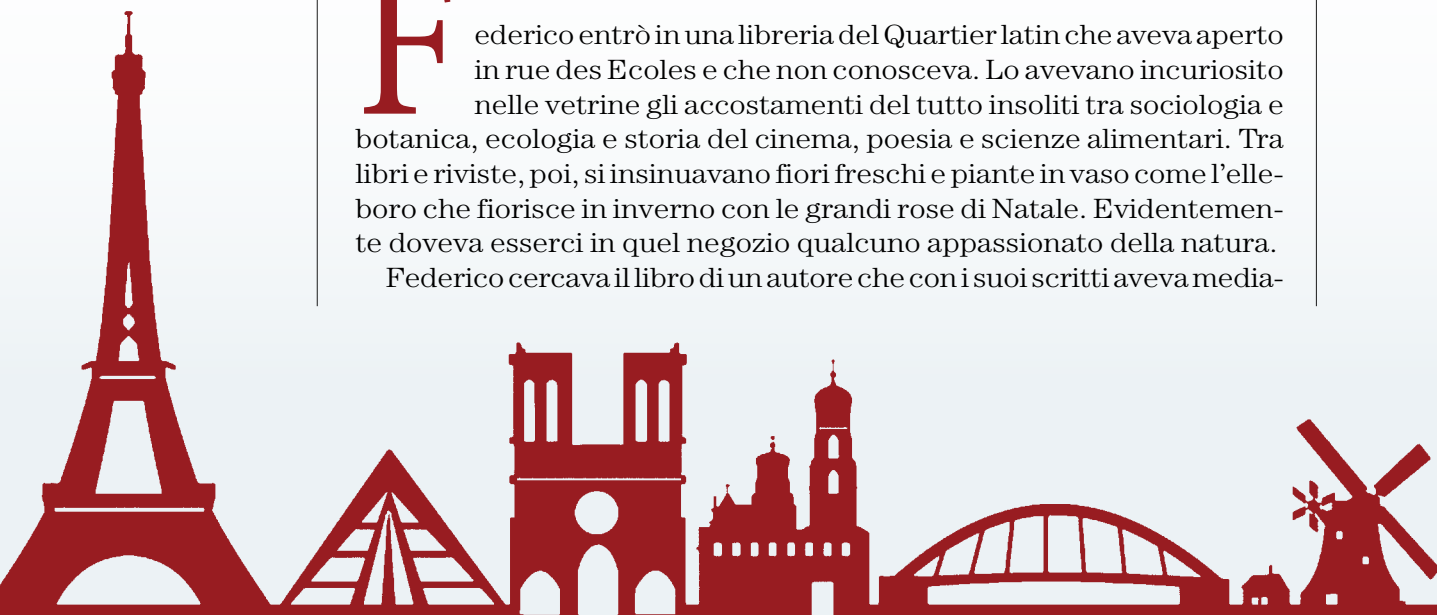 Federico entrò in una libreria del Quartier latin che aveva aperto
in rue des Ecoles e che non conosceva. Lo avevano incuriosito
nelle vetrine gli accostamenti del tutto insoliti tra sociologia e
botanica, ecologia e storia del cinema, poesia e scienze alimentari. Tra
libri e riviste, poi, si insinuavano fiori freschi e piante in vaso come l’elle-
boro che fiorisce in inverno con le grandi rose di Natale. Evidentemen-
te doveva esserci in quel negozio qualcuno appassionato della natura.
Federico cercava il libro di un autore che con i suoi scritti aveva media-